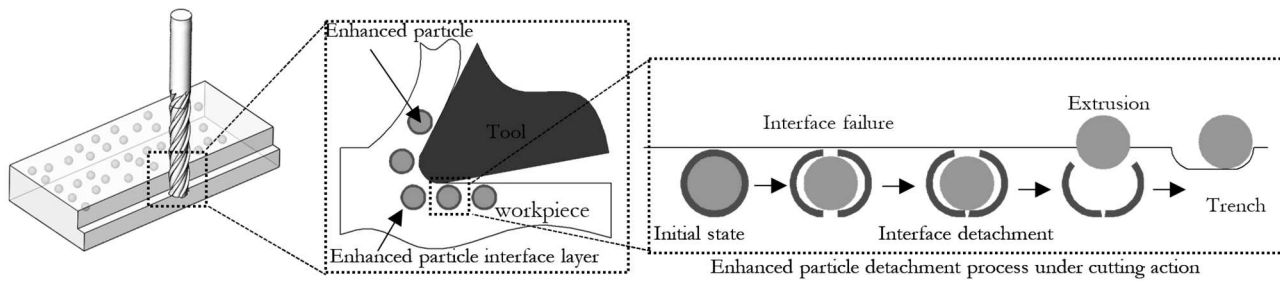 Enhanced particle
Tool
workpiece
Enhanced particle interface layer
Extrusion
Interface failure
Initial state
Interface detachment
Trench
Enhanced particle detachment process under cutting action